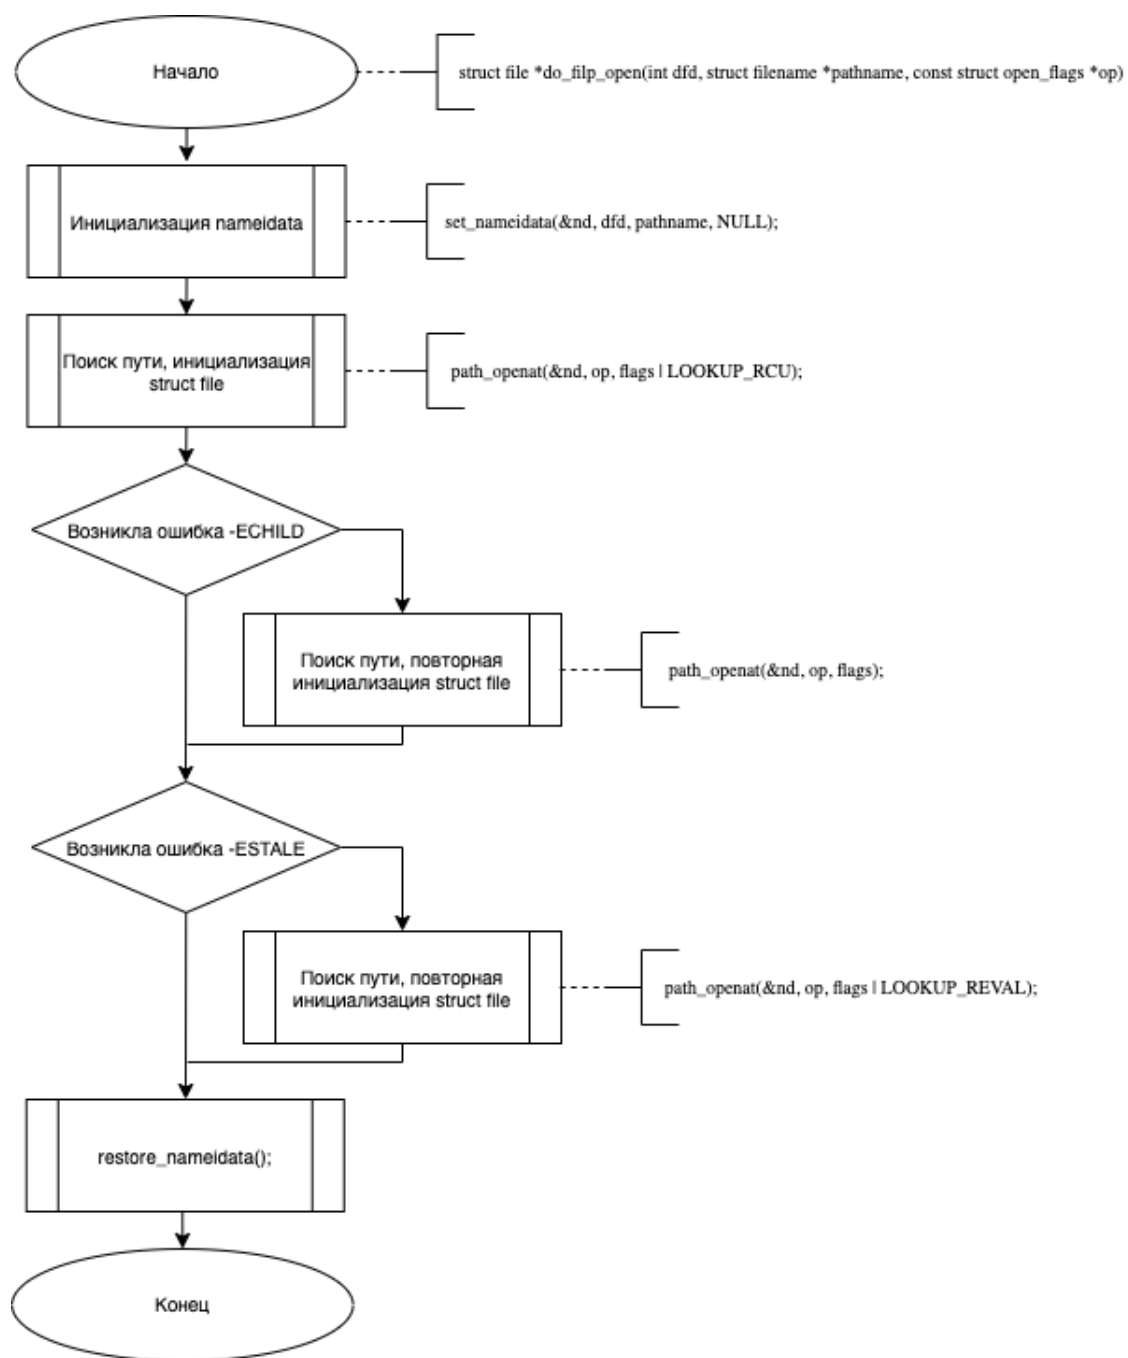 Начало
struct file *do_filp_open(int dfd, struct filename *pathname, const struct open_flags *op)
Инициализация nameidata
set_nameidata(&nd, dfd, pathname, NULL);
Поиск пути, инициализация
struct file
path_openat(&nd, op, flags | LOOKUP_RCU);
Возникла ошибка -ECHILD
Поиск пути, повторная
инициализация struct file
path_openat(&nd, op, flags);
Возникла ошибка -ESTALE
Поиск пути, повторная
инициализация struct file
path_openat(&nd, op, flags | LOOKUP_REVAL);
restore_nameidata();
Конец